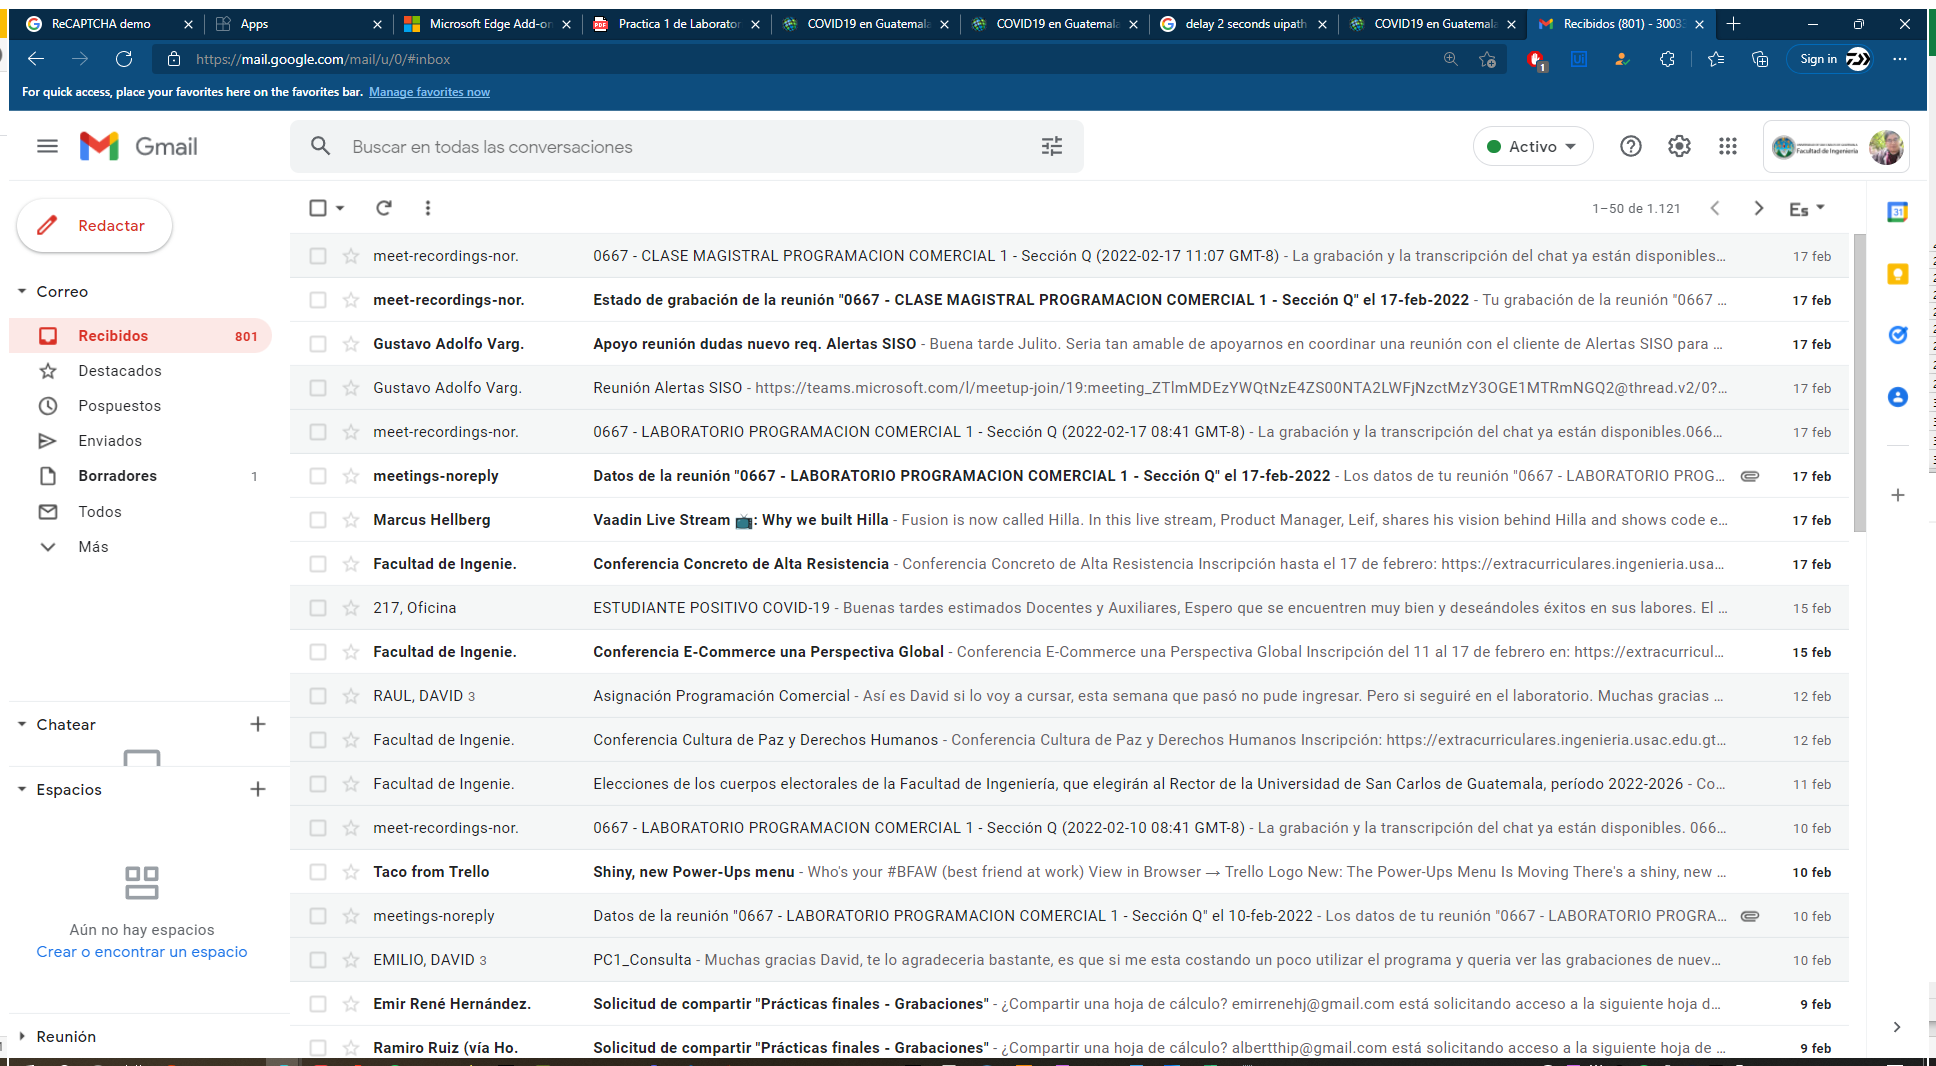 ReCAPTCHA demo
Apps
Microsoft Edge Add-on
Practica 1 de Laborator
COVID19 en Guatemala
COVID19 en Guatemala
delay 2 seconds uipath
COVID19 en Guatemala
Recibidos (801) - 3003
https://mail.google.com/mail/u/0/#inbox
1
Ui
Sign in
For quick access, place your favorites here on the favorites bar. Manage favorites now
Gmail
Buscar en todas las conversaciones
Activo
Facultad de Ingeniería
Redactar
1–50 de 1.121
Es
31
Correo
Recibidos 801
Destacados
Pospuestos
Enviados
Borradores 1
Todos
Más
Chatear
Espacios
Aún no hay espacios
Crear o encontrar un espacio
Reunión
meet-recordings-nor. 0667 - CLASE MAGISTRAL PROGRAMACION COMERCIAL 1 - Sección Q (2022-02-17 11:07 GMT-8) - La grabación y la transcripción del chat ya están disponibles... 17 feb
meet-recordings-nor. Estado de grabación de la reunión "0667 - CLASE MAGISTRAL PROGRAMACION COMERCIAL 1 - Sección Q" el 17-feb-2022 - Tu grabación de la reunión "0667 ... 17 feb
Gustavo Adolfo Varg. Apoyo reunión dudas nuevo req. Alertas SISO - Buena tarde Julito. Seria tan amable de apoyarnos en coordinar una reunión con el cliente de Alertas SISO para ... 17 feb
Gustavo Adolfo Varg. Reunión Alertas SISO - https://teams.microsoft.com/l/meetup-join/19:meeting_ZTlmMDEzYWQtNzE4ZS00NTA2LWFjNzctMzY3OGE1MTRmNGQ2@thread.v2/0?... 17 feb
meet-recordings-nor. 0667 - LABORATORIO PROGRAMACION COMERCIAL 1 - Sección Q (2022-02-17 08:41 GMT-8) - La grabación y la transcripción del chat ya están disponibles.066... 17 feb
meetings-noreply Datos de la reunión "0667 - LABORATORIO PROGRAMACION COMERCIAL 1 - Sección Q" el 17-feb-2022 - Los datos de tu reunión "0667 - LABORATORIO PROG... 17 feb
Marcus Hellberg Vaadin Live Stream 📺: Why we built Hilla - Fusion is now called Hilla. In this live stream, Product Manager, Leif, shares his vision behind Hilla and shows code e... 17 feb
Facultad de Ingenie. Conferencia Concreto de Alta Resistencia - Conferencia Concreto de Alta Resistencia Inscripción hasta el 17 de febrero: https://extracurriculares.ingenieria.usa... 17 feb
217, Oficina ESTUDIANTE POSITIVO COVID-19 - Buenas tardes estimados Docentes y Auxiliares, Espero que se encuentren muy bien y deseándoles éxitos en sus labores. El ... 15 feb
Facultad de Ingenie. Conferencia E-Commerce una Perspectiva Global - Conferencia E-Commerce una Perspectiva Global Inscripción del 11 al 17 de febrero en: https://extracurricul... 15 feb
RAUL, DAVID 3 Asignación Programación Comercial - Así es David si lo voy a cursar, esta semana que pasó no pude ingresar. Pero si seguiré en el laboratorio. Muchas gracias ... 12 feb
Facultad de Ingenie. Conferencia Cultura de Paz y Derechos Humanos - Conferencia Cultura de Paz y Derechos Humanos Inscripción: https://extracurriculares.ingenieria.usac.edu.gt... 12 feb
Facultad de Ingenie. Elecciones de los cuerpos electorales de la Facultad de Ingeniería, que elegirán al Rector de la Universidad de San Carlos de Guatemala, período 2022-2026 - Co... 11 feb
meet-recordings-nor. 0667 - LABORATORIO PROGRAMACION COMERCIAL 1 - Sección Q (2022-02-10 08:41 GMT-8) - La grabación y la transcripción del chat ya están disponibles. 066... 10 feb
Taco from Trello Shiny, new Power-Ups menu - Who's your #BFAW (best friend at work) View in Browser → Trello Logo New: The Power-Ups Menu Is Moving There's a shiny, new ... 10 feb
meetings-noreply Datos de la reunión "0667 - LABORATORIO PROGRAMACION COMERCIAL 1 - Sección Q" el 10-feb-2022 - Los datos de tu reunión "0667 - LABORATORIO PROGRA... 10 feb
EMILIO, DAVID 3 PC1_Consulta - Muchas gracias David, te lo agradeceria bastante, es que si me esta costando un poco utilizar el programa y queria ver las grabaciones de nuev... 10 feb
Emir René Hernández. Solicitud de compartir "Prácticas finales - Grabaciones" - ¿Compartir una hoja de cálculo? emirrenehj@gmail.com está solicitando acceso a la siguiente hoja d... 9 feb
Ramiro Ruiz (vía Ho. Solicitud de compartir "Prácticas finales - Grabaciones" - ¿Compartir una hoja de cálculo? albertthip@gmail.com está solicitando acceso a la siguiente hoja de ... 9 feb